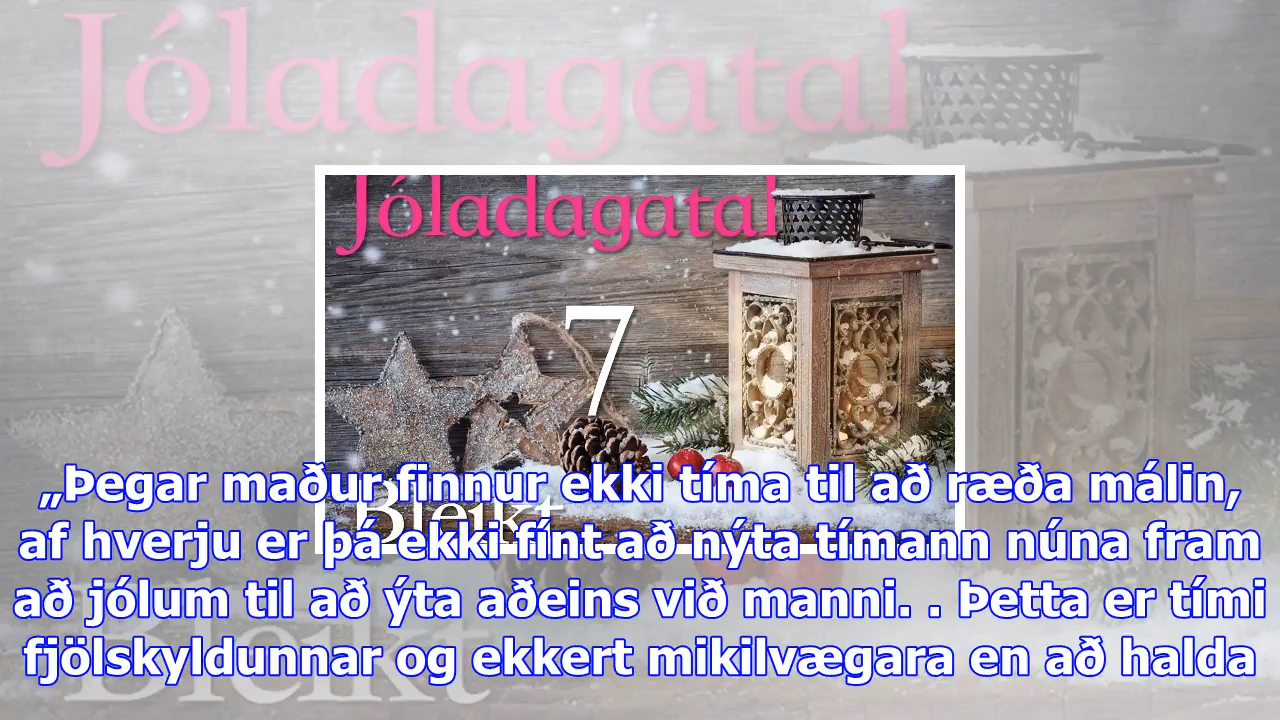 Jóladagatal
Jóladagatal
7
Bleikt
„Þegar maður finnur ekki tíma til að ræða málin,
af hverju er þá ekki fínt að nýta tímann núna fram
að jólum til að ýta aðeins við manni. . Þetta er tími
fjölskyldunnar og ekkert mikilvægara en að halda
Bleikt